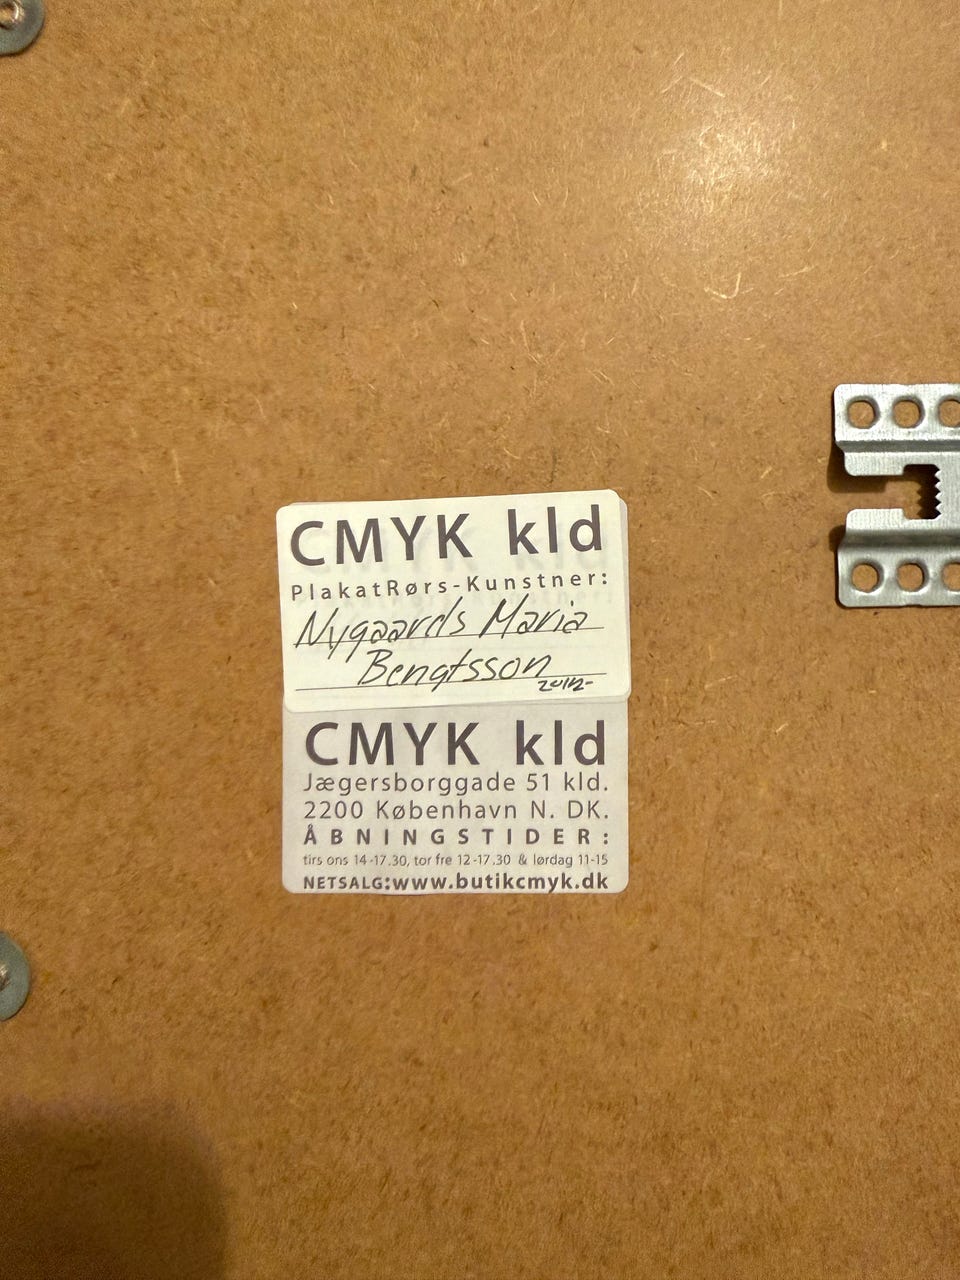 CMYK kld
PlakatRørs-Kunstner:
Nygaards Maria
Bengtsson
2012-
CMYK kld
Jægersborggade 51 kld.
2200 København N. DK.
ÅBNINGSTIDER:
tirs ons 14-17.30, tor fre 12-17.30 & lørdag 11-15
NETSALG:www.butikcmyk.dk